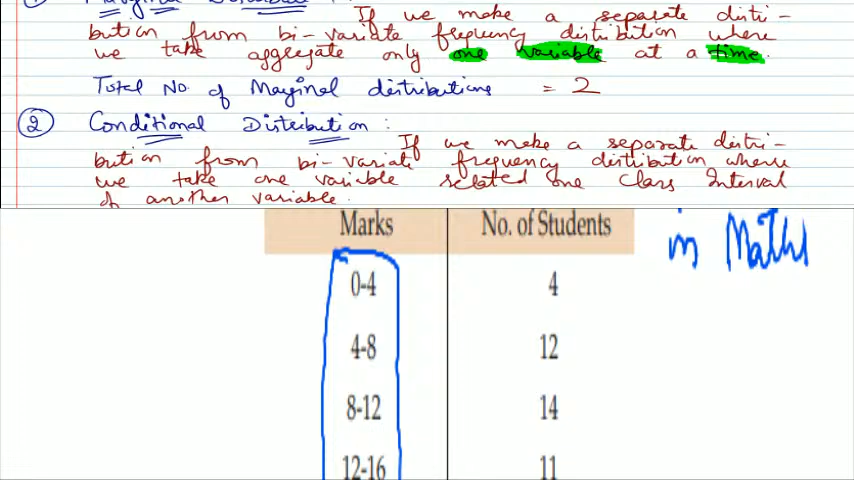 ① Marginal Distribution :
If we make a separate distri-
bution from bi-variate frequency distribution where
we take aggregate only one variable at a time.
Total No. of Marginal distributions = 2
② Conditional Distribution :
If we make a separate distri-
bution from bi-variate frequency distribution where
we take one variable related one Class Interval
of another variable.
Marks No. of Students in Maths
0-4 4
4-8 12
8-12 14
12-16 11